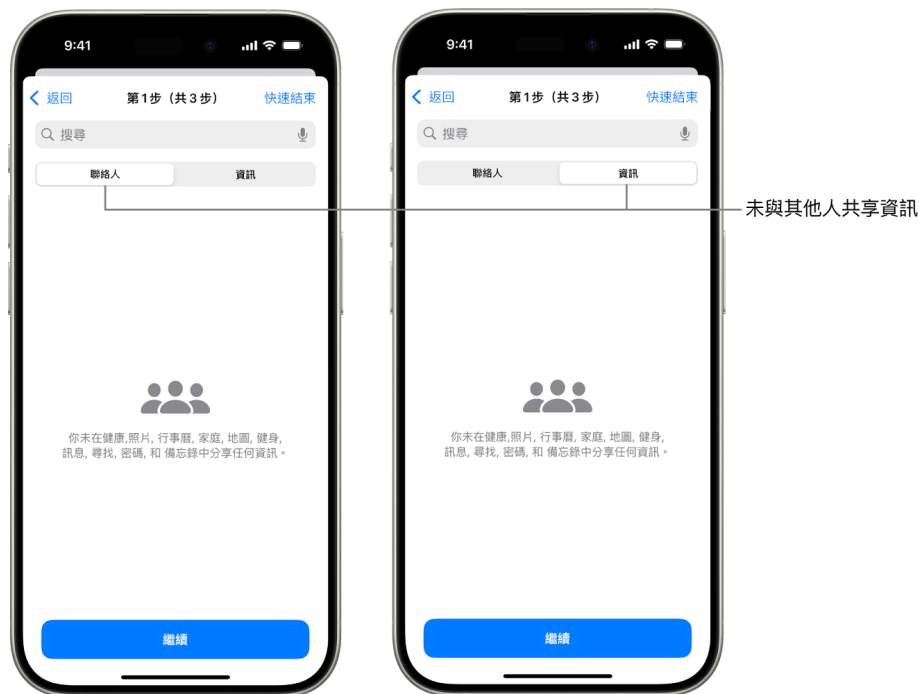 9:41
返回
第1步（共3步）
快速結束
搜尋
聯絡人
資訊
你未在健康,照片, 行事曆, 家庭, 地圖, 健身,
訊息, 尋找, 密碼, 和 備忘錄中分享任何資訊。
繼續
9:41
返回
第1步（共3步）
快速結束
搜尋
聯絡人
資訊
你未在健康,照片, 行事曆, 家庭, 地圖, 健身,
訊息, 尋找, 密碼, 和 備忘錄中分享任何資訊。
繼續
未與其他人共享資訊